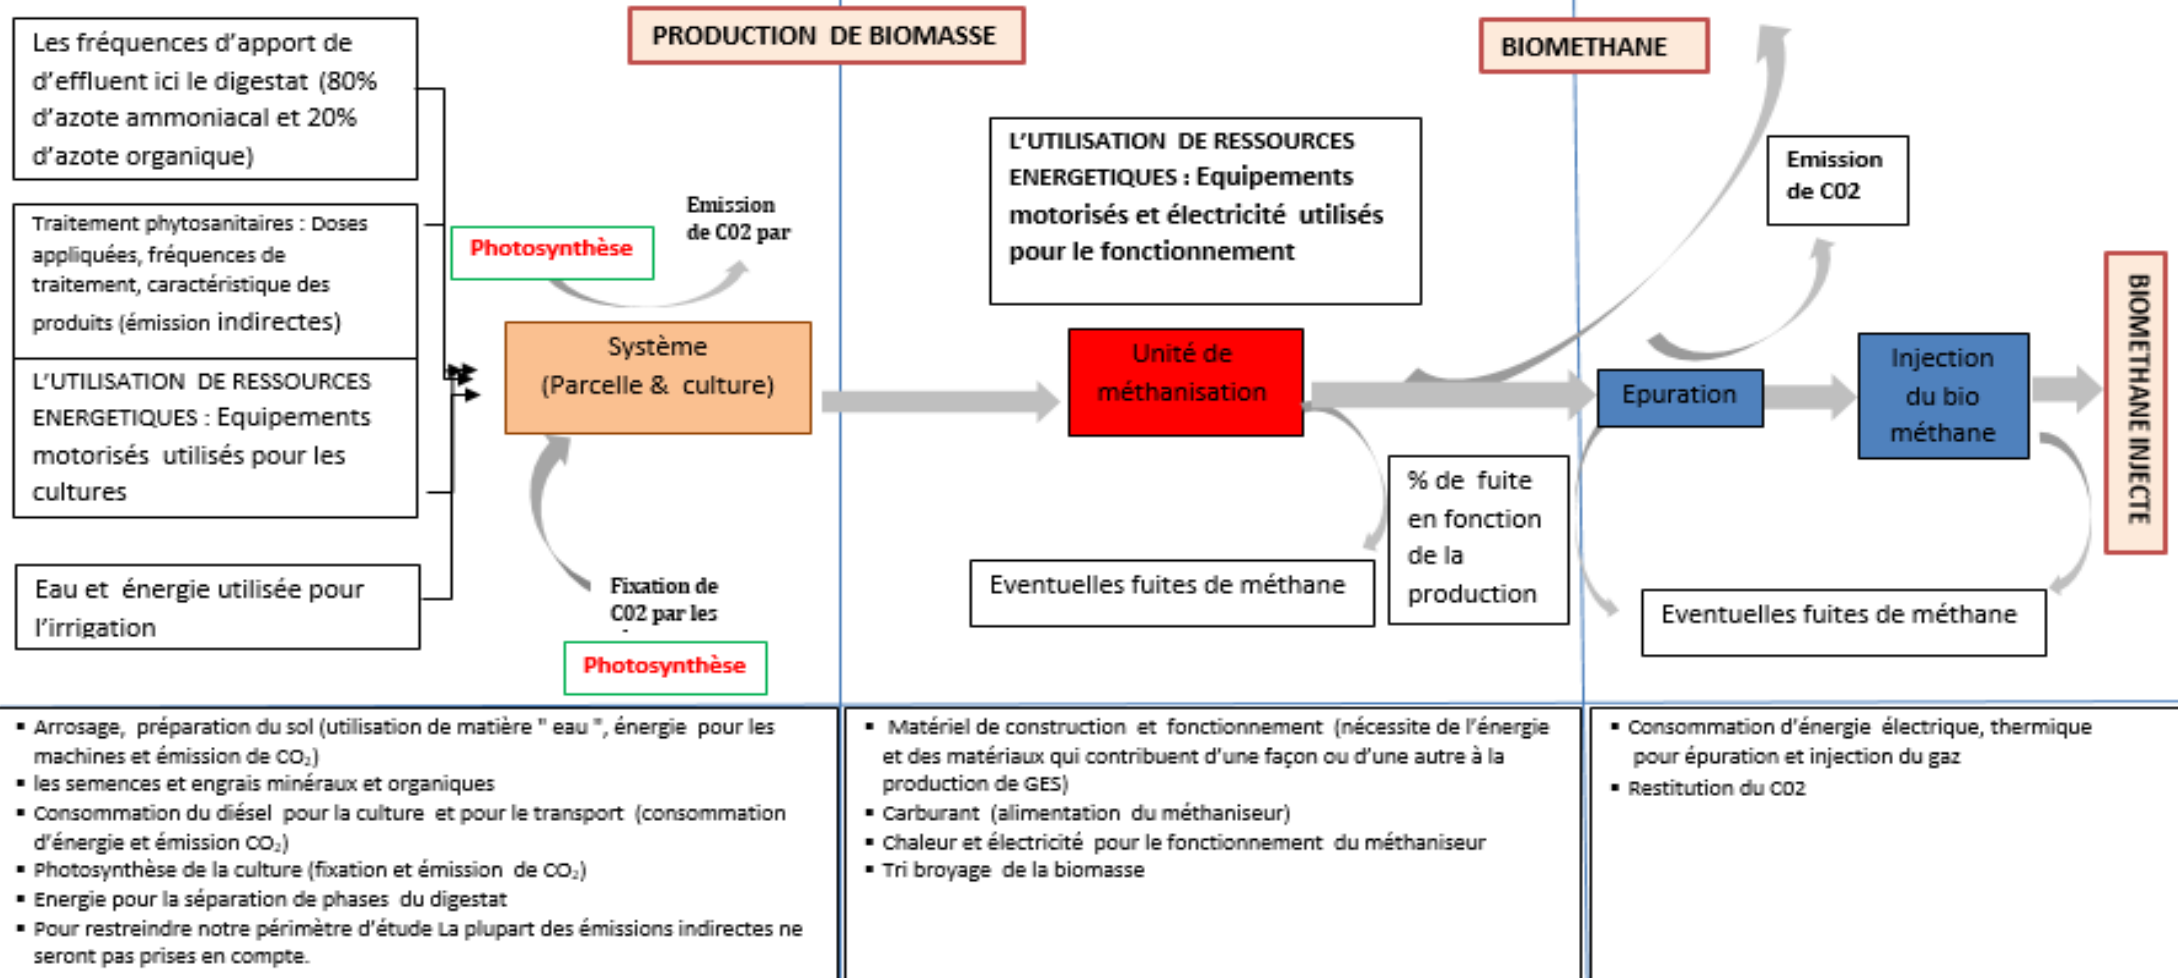 PRODUCTION DE BIOMASSE
BIOMETHANE
Les fréquences d'apport de
d'effluent ici le digestat (80%
d'azote ammoniacal et 20%
d'azote organique)
Traitement phytosanitaires : Doses
appliquées, fréquences de
traitement, caractéristique des
produits (émission indirectes)
L'UTILISATION DE RESSOURCES
ENERGETIQUES : Equipements
motorisés utilisés pour les
cultures
Eau et énergie utilisée pour
l'irrigation
Photosynthèse
Emission
de C02 par
Système
(Parcelle & culture)
Fixation de
C02 par les
Photosynthèse
L'UTILISATION DE RESSOURCES
ENERGETIQUES : Equipements
motorisés et électricité utilisés
pour le fonctionnement
Unité de
méthanisation
Eventuelles fuites de méthane
% de fuite
en fonction
de la
production
Emission
de C02
Epuration
Injection
du bio
méthane
Eventuelles fuites de méthane
BIOMETHANE INJECTE
▪ Arrosage, préparation du sol (utilisation de matière " eau ", énergie pour les
machines et émission de CO₂)
▪ les semences et engrais minéraux et organiques
▪ Consommation du diésel pour la culture et pour le transport (consommation
d'énergie et émission CO₂)
▪ Photosynthèse de la culture (fixation et émission de CO₂)
▪ Energie pour la séparation de phases du digestat
▪ Pour restreindre notre périmètre d'étude La plupart des émissions indirectes ne
seront pas prises en compte.
▪ Matériel de construction et fonctionnement (nécessite de l'énergie
et des matériaux qui contribuent d'une façon ou d'une autre à la
production de GES)
▪ Carburant (alimentation du méthaniseur)
▪ Chaleur et électricité pour le fonctionnement du méthaniseur
▪ Tri broyage de la biomasse
▪ Consommation d'énergie électrique, thermique
pour épuration et injection du gaz
▪ Restitution du C02